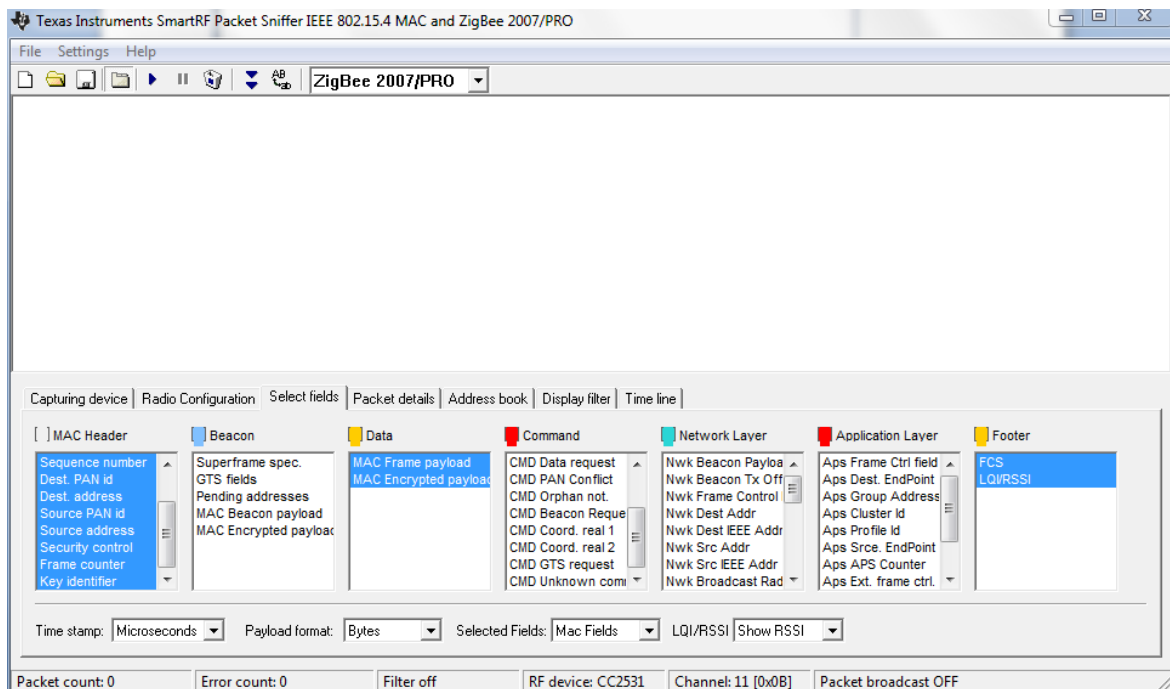 Texas Instruments SmartRF Packet Sniffer IEEE 802.15.4 MAC and ZigBee 2007/PRO
File Settings Help
ZigBee 2007/PRO
Capturing device Radio Configuration Select fields Packet details Address book Display filter Time line
[ ] MAC Header
Sequence number
Dest. PAN id
Dest. address
Source PAN id
Source address
Security control
Frame counter
Key identifier
Beacon
Superframe spec.
GTS fields
Pending addresses
MAC Beacon payload
MAC Encrypted payload
Data
MAC Frame payload
MAC Encrypted payload
Command
CMD Data request
CMD PAN Conflict
CMD Orphan not.
CMD Beacon Reque
CMD Coord. real 1
CMD Coord. real 2
CMD GTS request
CMD Unknown comm
Network Layer
Nwk Beacon Payloa
Nwk Beacon Tx Off
Nwk Frame Control
Nwk Dest Addr
Nwk Dest IEEE Addr
Nwk Src Addr
Nwk Src IEEE Addr
Nwk Broadcast Rad
Application Layer
Aps Frame Ctrl field
Aps Dest. EndPoint
Aps Group Address
Aps Cluster Id
Aps Profile Id
Aps Srce. EndPoint
Aps APS Counter
Aps Ext. frame ctrl.
Footer
FCS
LQI/RSSI
Time stamp: Microseconds Payload format: Bytes Selected Fields: Mac Fields LQI/RSSI Show RSSI
Packet count: 0 Error count: 0 Filter off RF device: CC2531 Channel: 11 [0x0B] Packet broadcast OFF